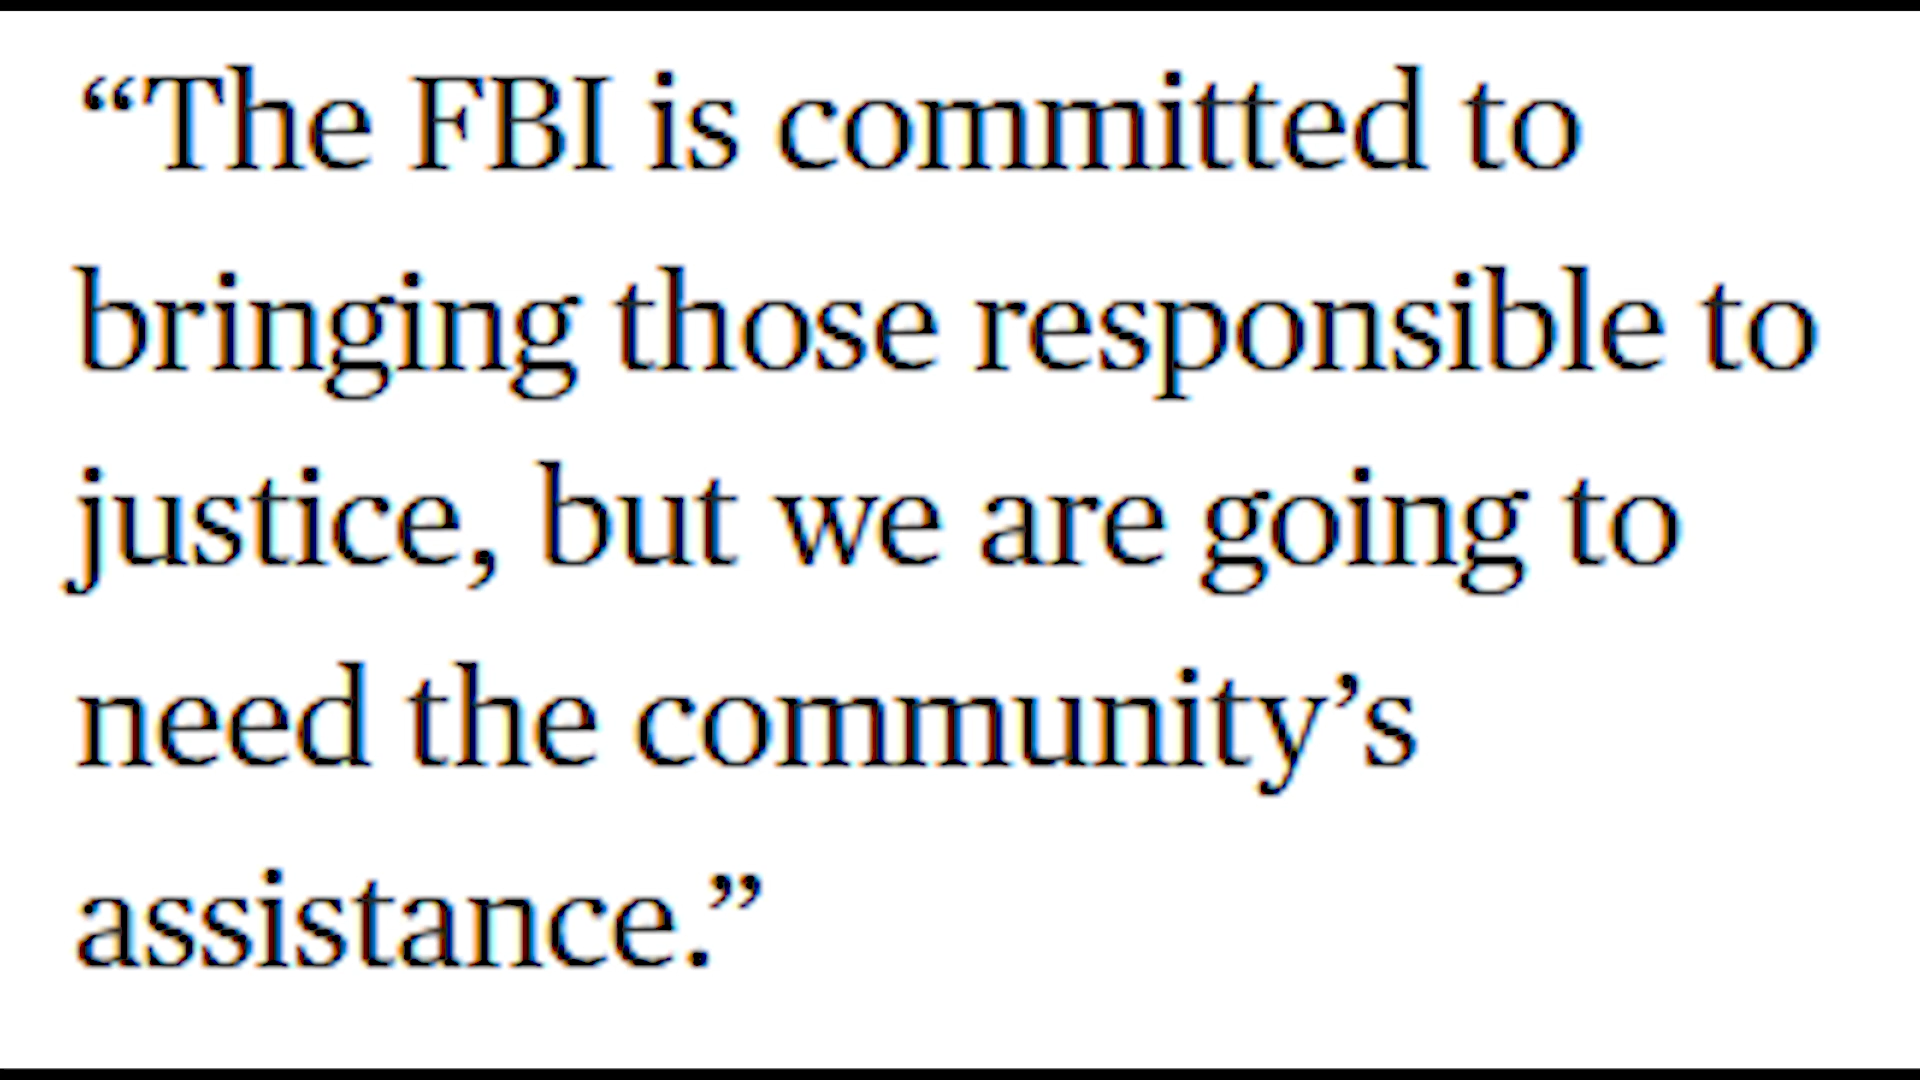 “The FBI is committed to
bringing those responsible to
justice, but we are going to
need the community’s
assistance.”